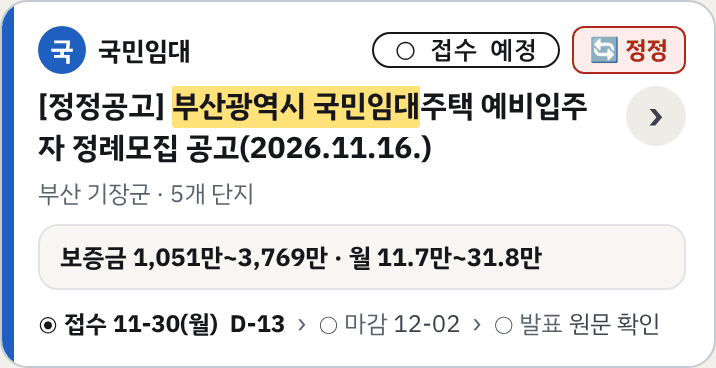 국 국민임대 ○ 접수 예정 🔄 정정
[정정공고] 부산광역시 국민임대주택 예비입주
자 정례모집 공고(2026.11.16.) ›
부산 기장군 · 5개 단지
보증금 1,051만~3,769만 · 월 11.7만~31.8만
◉ 접수 11-30(월) D-13 › ○ 마감 12-02 › ○ 발표 원문 확인